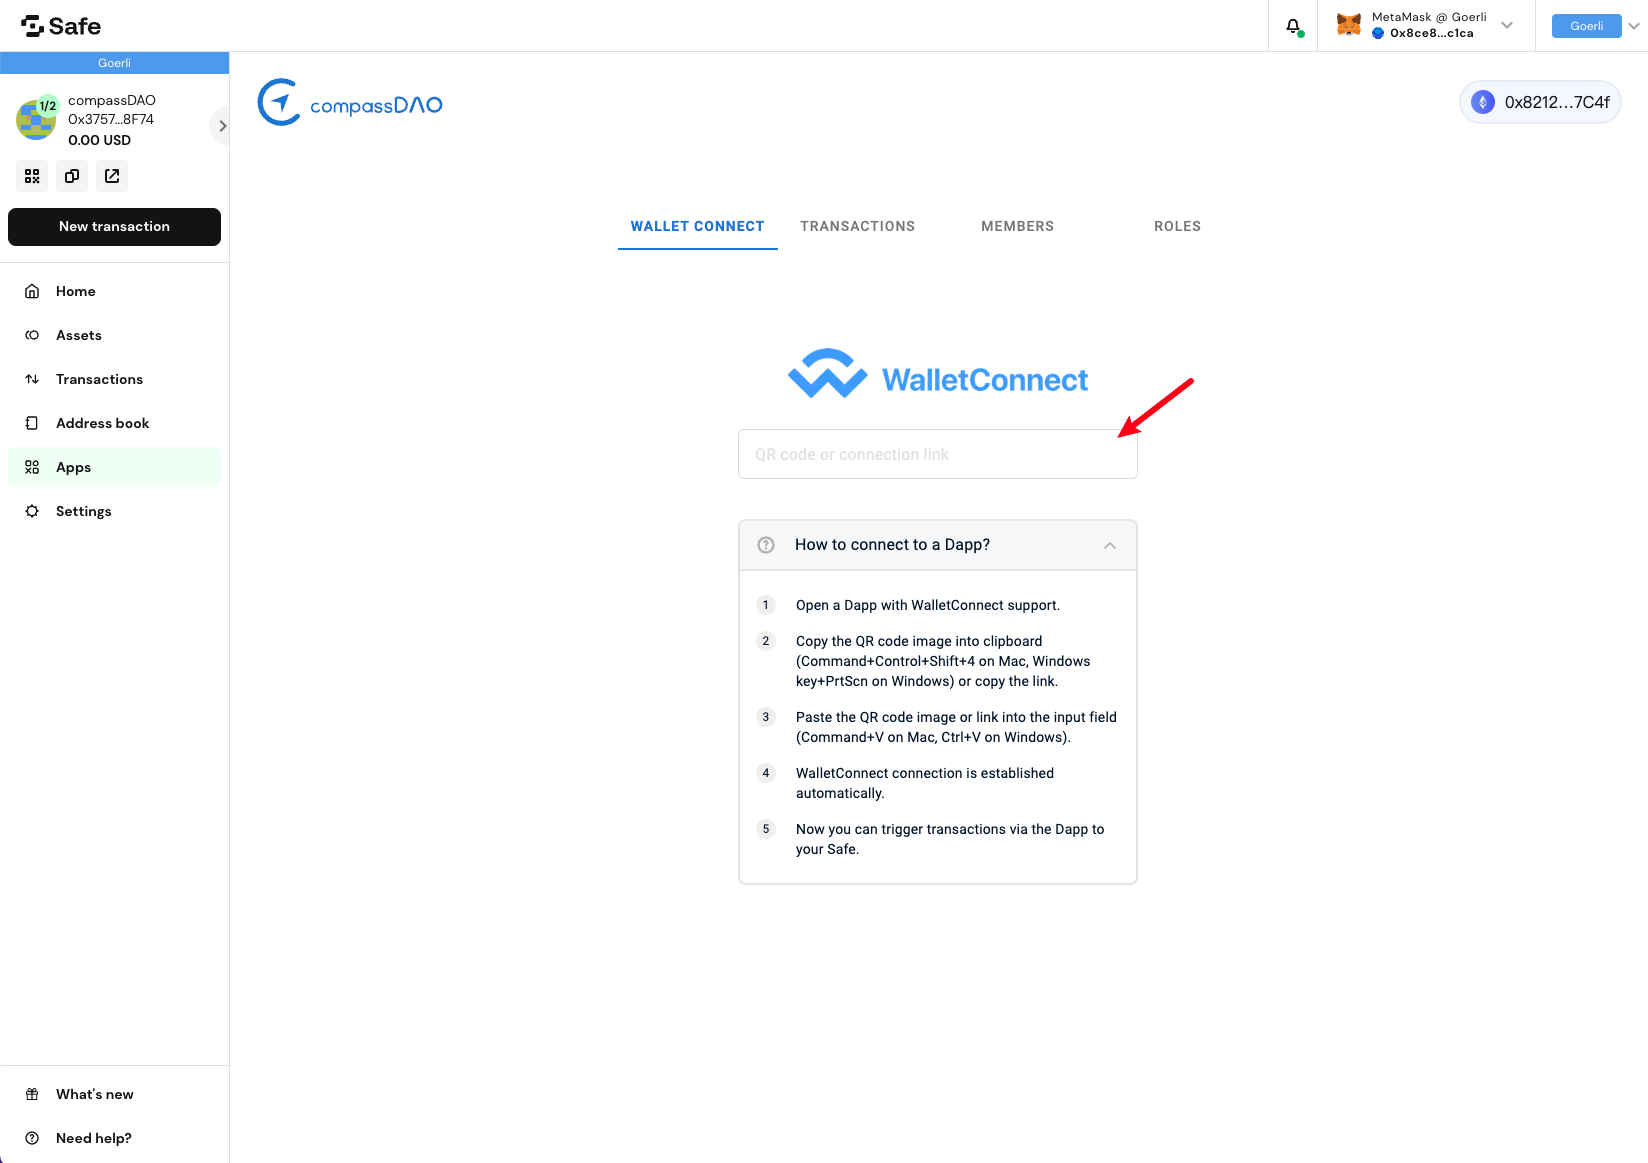 Safe
MetaMask @ Goerli
0x8ce8...c1ca
Goerli
Goerli
1/2
compassDAO
0x3757...8F74
0.00 USD
New transaction
Home
Assets
Transactions
Address book
Apps
Settings
What's new
Need help?
compassDAO
0x8212...7C4f
WALLET CONNECT
TRANSACTIONS
MEMBERS
ROLES
WalletConnect
QR code or connection link
How to connect to a Dapp?
1 Open a Dapp with WalletConnect support.
2 Copy the QR code image into clipboard
(Command+Control+Shift+4 on Mac, Windows
key+PrtScn on Windows) or copy the link.
3 Paste the QR code image or link into the input field
(Command+V on Mac, Ctrl+V on Windows).
4 WalletConnect connection is established
automatically.
5 Now you can trigger transactions via the Dapp to
your Safe.